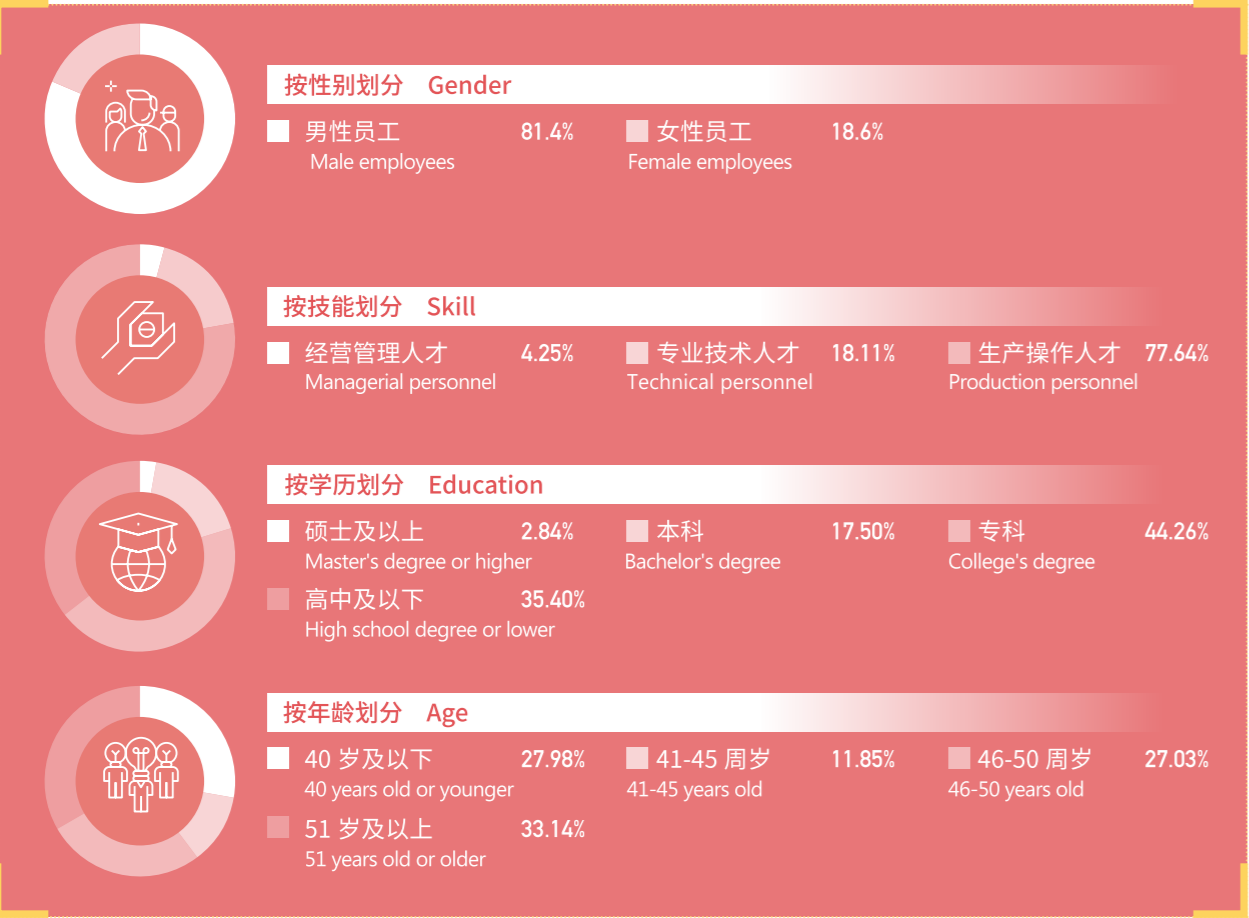 按性别划分 Gender
男性员工 81.4% 女性员工 18.6%
Male employees Female employees
按技能划分 Skill
经营管理人才 4.25% 专业技术人才 18.11% 生产操作人才 77.64%
Managerial personnel Technical personnel Production personnel
按学历划分 Education
硕士及以上 2.84% 本科 17.50% 专科 44.26%
Master's degree or higher Bachelor's degree College's degree
高中及以下 35.40%
High school degree or lower
按年龄划分 Age
40 岁及以下 27.98% 41-45 周岁 11.85% 46-50 周岁 27.03%
40 years old or younger 41-45 years old 46-50 years old
51 岁及以上 33.14%
51 years old or older